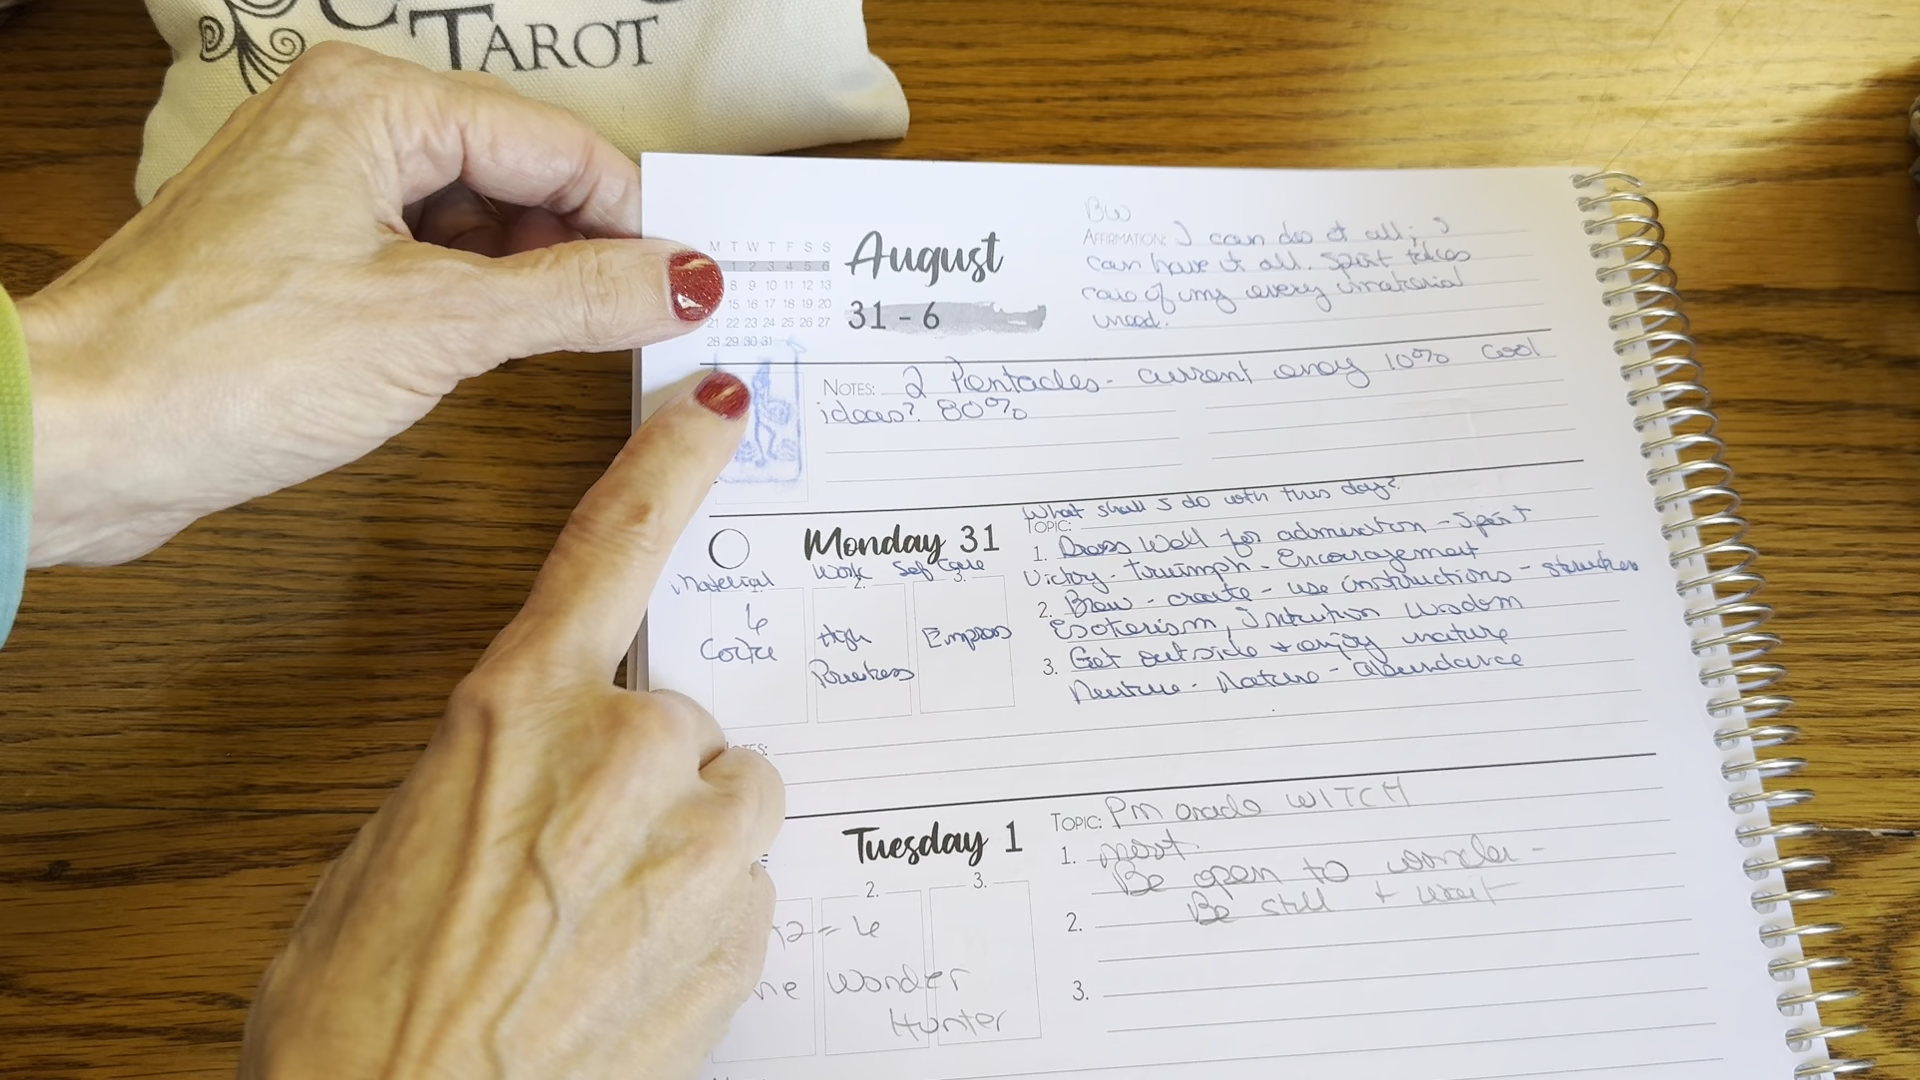 TAROT
M T W T F S S
1 2 3 4 5 6
8 9 10 11 12 13
15 16 17 18 19 20
21 22 23 24 25 26 27
28 29 30 31
August
31 - 6
BW
AFFIRMATION: I can do it all; I
can have it all. Spirit takes
care of my every material
need.
NOTES: 2 Pentacles - current 10% cool
ideas? 80%
What shall I do with this day?
Monday 31
TOPIC:
Material Work Self Care
2. 3.
6
Cortre
High
Priestess
Empress
1. Dress Well for admiration - Spirit
Victory - triumph - Encouragement
2. Brew - create - use instructions -
Esoterism, Intuition Wisdom
3. Get outside + enjoy nature
Nurture - Nature - abundance
NOTES:
Tuesday 1
TOPIC: PM WITCH
1.
Be open to wonder -
Be still + wait
2.
3.
2. 3.
12 = 6
Wonder
Hunter